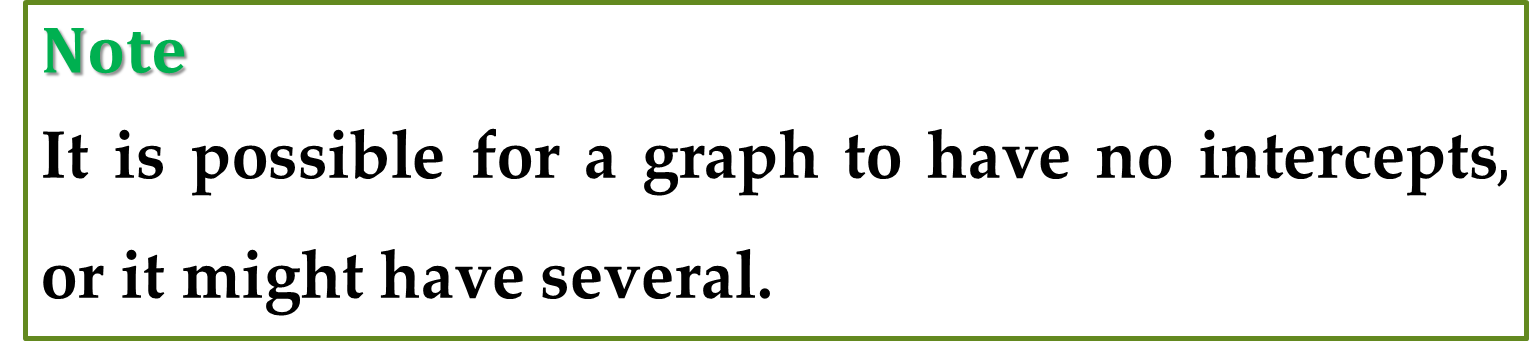 Note
It is possible for a graph to have no intercepts,
or it might have several.